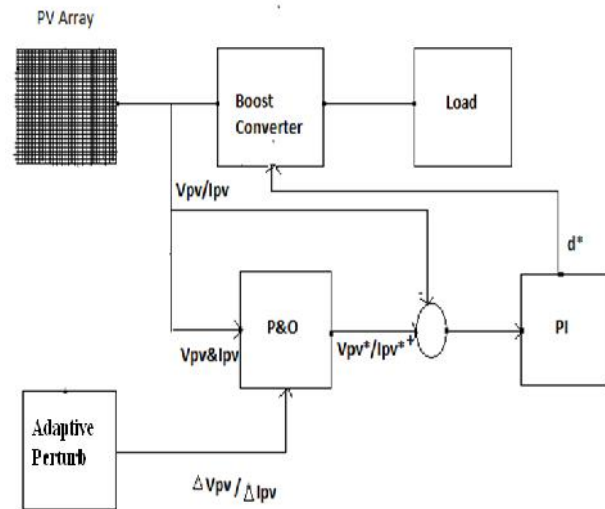 PV Array
Boost
Converter
Load
Vpv/Ipv
d*
-
P&O
PI
Vpv&Ipv
Vpv*/Ipv* +
Adaptive
Perturb
ΔVpv/ΔIpv